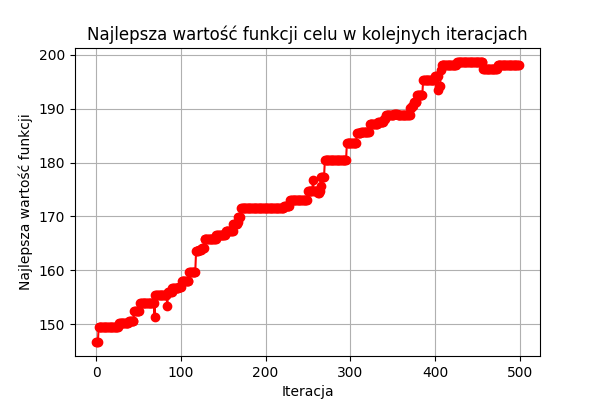 Najlepsza wartość funkcji celu w kolejnych iteracjach
Najlepsza wartość funkcji
200
190
180
170
160
150
0 100 200 300 400 500
Iteracja